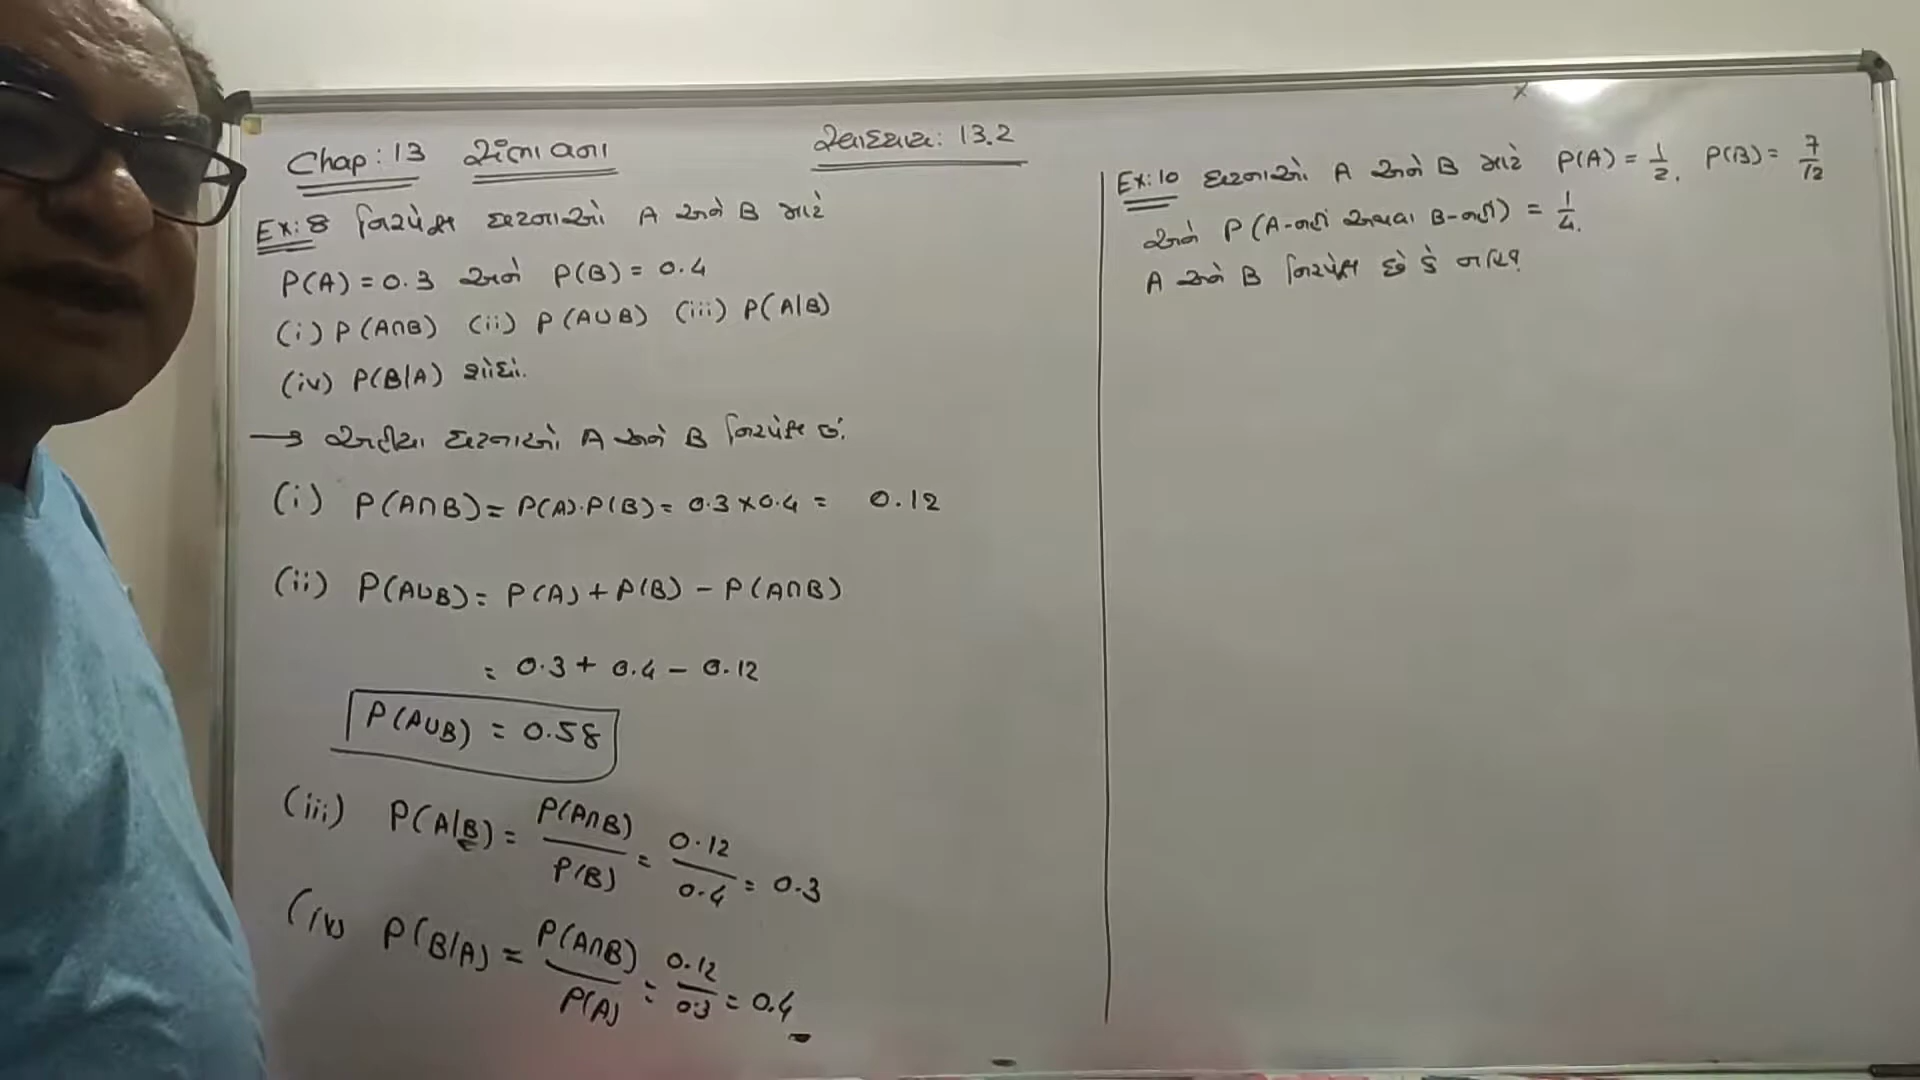 Chap: 13 સંભાવના
સ્વાધ્યાય: 13.2
Ex: 8 નિરપેક્ષ ઘટનાઓ A અને B માટે
P(A) = 0.3 અને P(B) = 0.4
(i) P(A∩B) (ii) P(A∪B) (iii) P(A|B)
(iv) P(B|A) શોધો.
→ અહીંયા ઘટનાઓ A અને B નિરપેક્ષ છે.
(i) P(A∩B) = P(A).P(B) = 0.3 × 0.4 = 0.12
(ii) P(A∪B) = P(A) + P(B) - P(A∩B)
= 0.3 + 0.4 - 0.12
P(A∪B) = 0.58
(iii) P(A|B) = P(A∩B)/P(B) = 0.12/0.4 = 0.3
(iv) P(B|A) = P(A∩B)/P(A) = 0.12/0.3 = 0.4
Ex: 10 ઘટનાઓ A અને B માટે P(A) = 1/2, P(B) = 7/12
અને P(A-નહીં અથવા B-નહીં) = 1/4.
A અને B નિરપેક્ષ છે કે નહિ?